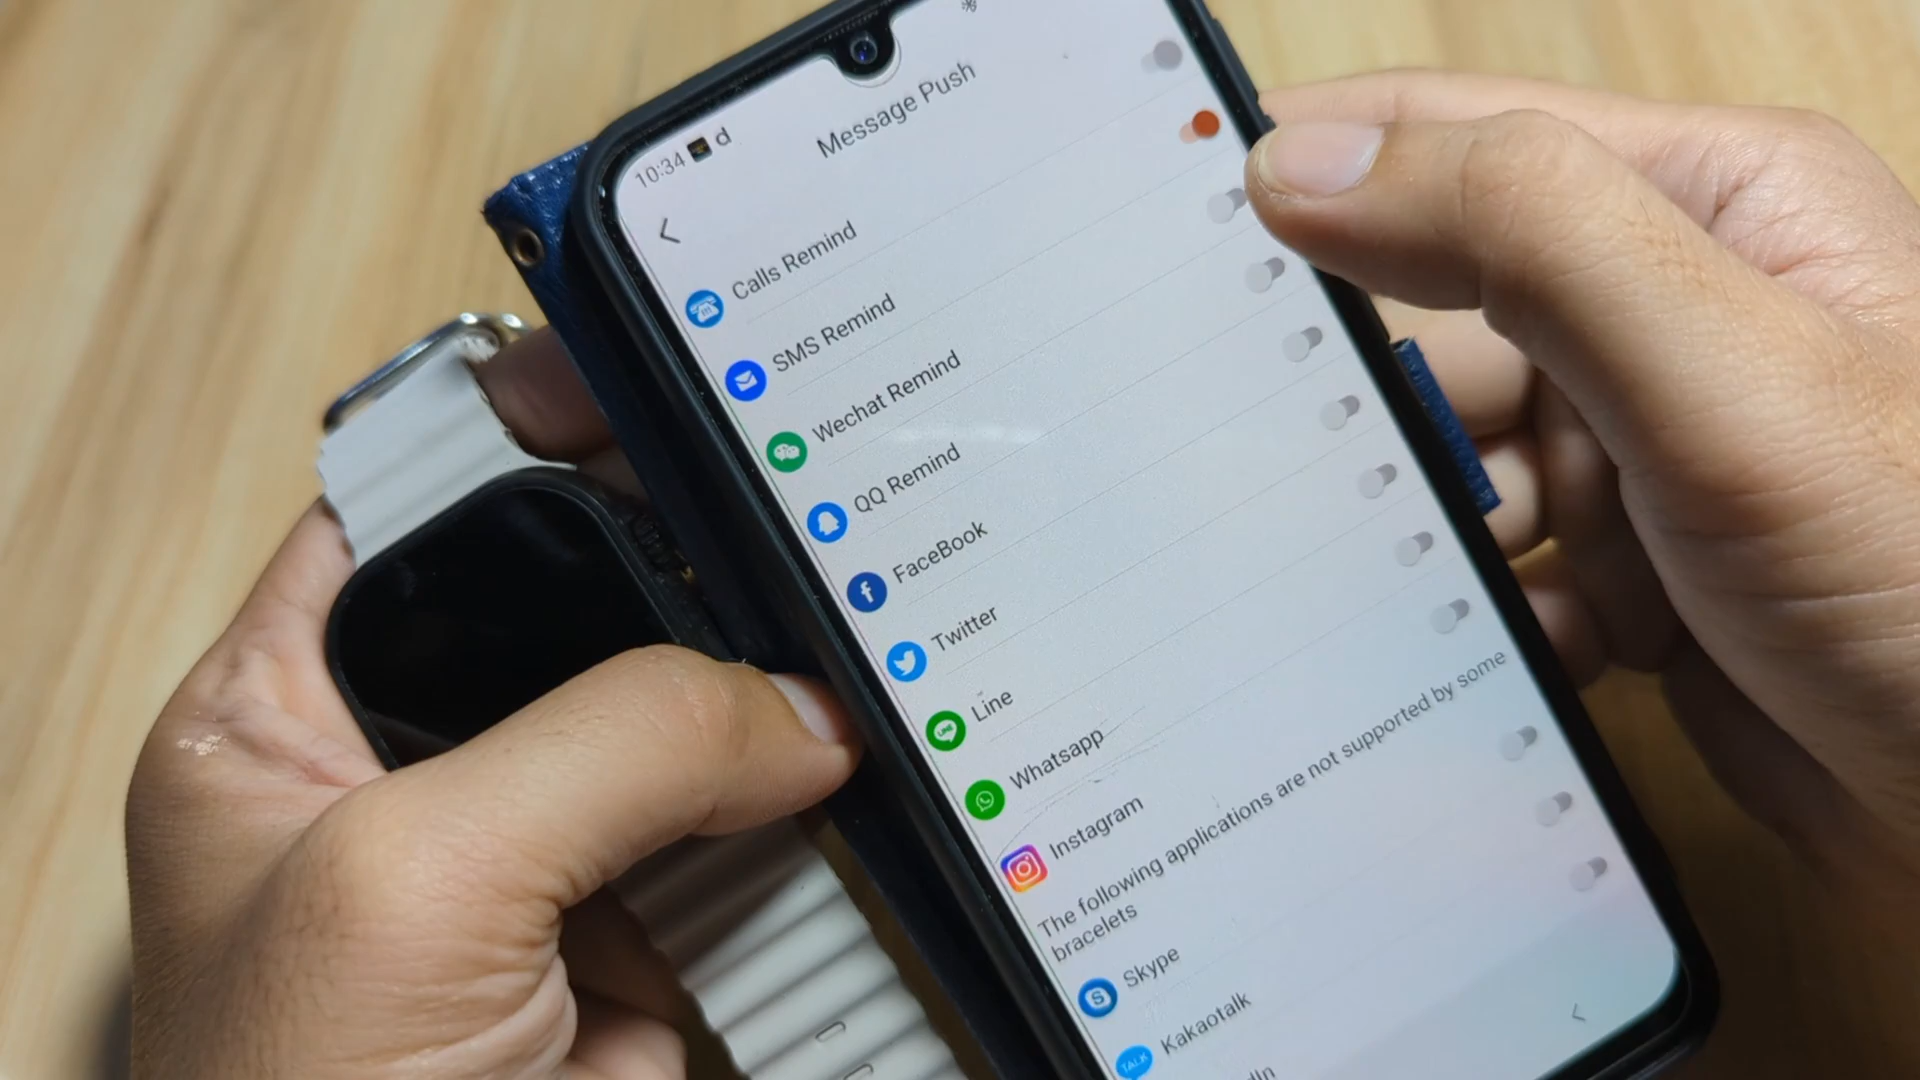 10:34 d
Message Push
Calls Remind
SMS Remind
Wechat Remind
QQ Remind
FaceBook
Twitter
Line
Whatsapp
Instagram
The following applications are not supported by some
bracelets
Skype
Kakaotalk